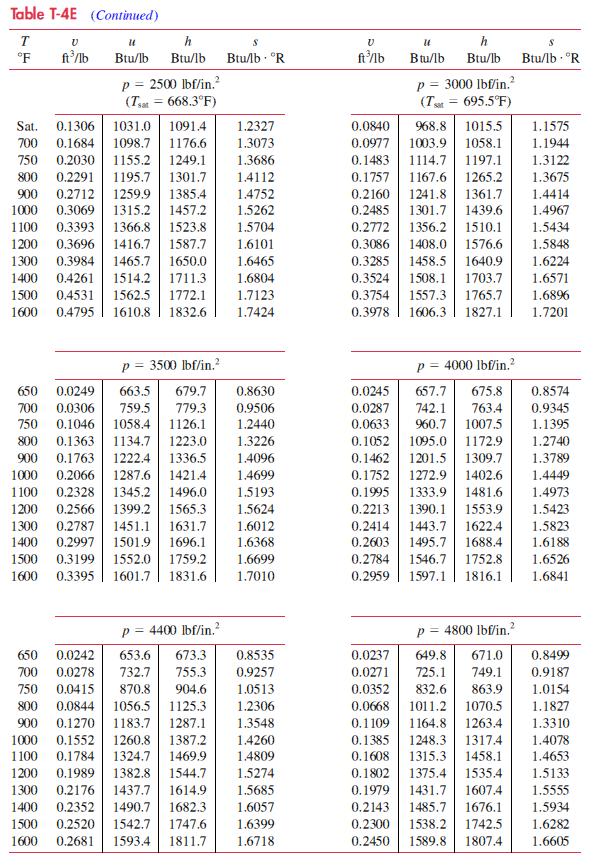 Table T-4E (Continued)
T v u h s v u h s
°F ft³/lb Btu/lb Btu/lb Btu/lb · °R ft³/lb Btu/lb Btu/lb Btu/lb · °R
p = 2500 lbf/in.² p = 3000 lbf/in.²
(Tsat = 668.3°F) (Tsat = 695.5°F)
Sat. 0.1306 1031.0 1091.4 1.2327 0.0840 968.8 1015.5 1.1575
700 0.1684 1098.7 1176.6 1.3073 0.0977 1003.9 1058.1 1.1944
750 0.2030 1155.2 1249.1 1.3686 0.1483 1114.7 1197.1 1.3122
800 0.2291 1195.7 1301.7 1.4112 0.1757 1167.6 1265.2 1.3675
900 0.2712 1259.9 1385.4 1.4752 0.2160 1241.8 1361.7 1.4414
1000 0.3069 1315.2 1457.2 1.5262 0.2485 1301.7 1439.6 1.4967
1100 0.3393 1366.8 1523.8 1.5704 0.2772 1356.2 1510.1 1.5434
1200 0.3696 1416.7 1587.7 1.6101 0.3086 1408.0 1576.6 1.5848
1300 0.3984 1465.7 1650.0 1.6465 0.3285 1458.5 1640.9 1.6224
1400 0.4261 1514.2 1711.3 1.6804 0.3524 1508.1 1703.7 1.6571
1500 0.4531 1562.5 1772.1 1.7123 0.3754 1557.3 1765.7 1.6896
1600 0.4795 1610.8 1832.6 1.7424 0.3978 1606.3 1827.1 1.7201
p = 3500 lbf/in.² p = 4000 lbf/in.²
650 0.0249 663.5 679.7 0.8630 0.0245 657.7 675.8 0.8574
700 0.0306 759.5 779.3 0.9506 0.0287 742.1 763.4 0.9345
750 0.1046 1058.4 1126.1 1.2440 0.0633 960.7 1007.5 1.1395
800 0.1363 1134.7 1223.0 1.3226 0.1052 1095.0 1172.9 1.2740
900 0.1763 1222.4 1336.5 1.4096 0.1462 1201.5 1309.7 1.3789
1000 0.2066 1287.6 1421.4 1.4699 0.1752 1272.9 1402.6 1.4449
1100 0.2328 1345.2 1496.0 1.5193 0.1995 1333.9 1481.6 1.4973
1200 0.2566 1399.2 1565.3 1.5624 0.2213 1390.1 1553.9 1.5423
1300 0.2787 1451.1 1631.7 1.6012 0.2414 1443.7 1622.4 1.5823
1400 0.2997 1501.9 1696.1 1.6368 0.2603 1495.7 1688.4 1.6188
1500 0.3199 1552.0 1759.2 1.6699 0.2784 1546.7 1752.8 1.6526
1600 0.3395 1601.7 1831.6 1.7010 0.2959 1597.1 1816.1 1.6841
p = 4400 lbf/in.² p = 4800 lbf/in.²
650 0.0242 653.6 673.3 0.8535 0.0237 649.8 671.0 0.8499
700 0.0278 732.7 755.3 0.9257 0.0271 725.1 749.1 0.9187
750 0.0415 870.8 904.6 1.0513 0.0352 832.6 863.9 1.0154
800 0.0844 1056.5 1125.3 1.2306 0.0668 1011.2 1070.5 1.1827
900 0.1270 1183.7 1287.1 1.3548 0.1109 1164.8 1263.4 1.3310
1000 0.1552 1260.8 1387.2 1.4260 0.1385 1248.3 1317.4 1.4078
1100 0.1784 1324.7 1469.9 1.4809 0.1608 1315.3 1458.1 1.4653
1200 0.1989 1382.8 1544.7 1.5274 0.1802 1375.4 1535.4 1.5133
1300 0.2176 1437.7 1614.9 1.5685 0.1979 1431.7 1607.4 1.5555
1400 0.2352 1490.7 1682.3 1.6057 0.2143 1485.7 1676.1 1.5934
1500 0.2520 1542.7 1747.6 1.6399 0.2300 1538.2 1742.5 1.6282
1600 0.2681 1593.4 1811.7 1.6718 0.2450 1589.8 1807.4 1.6605